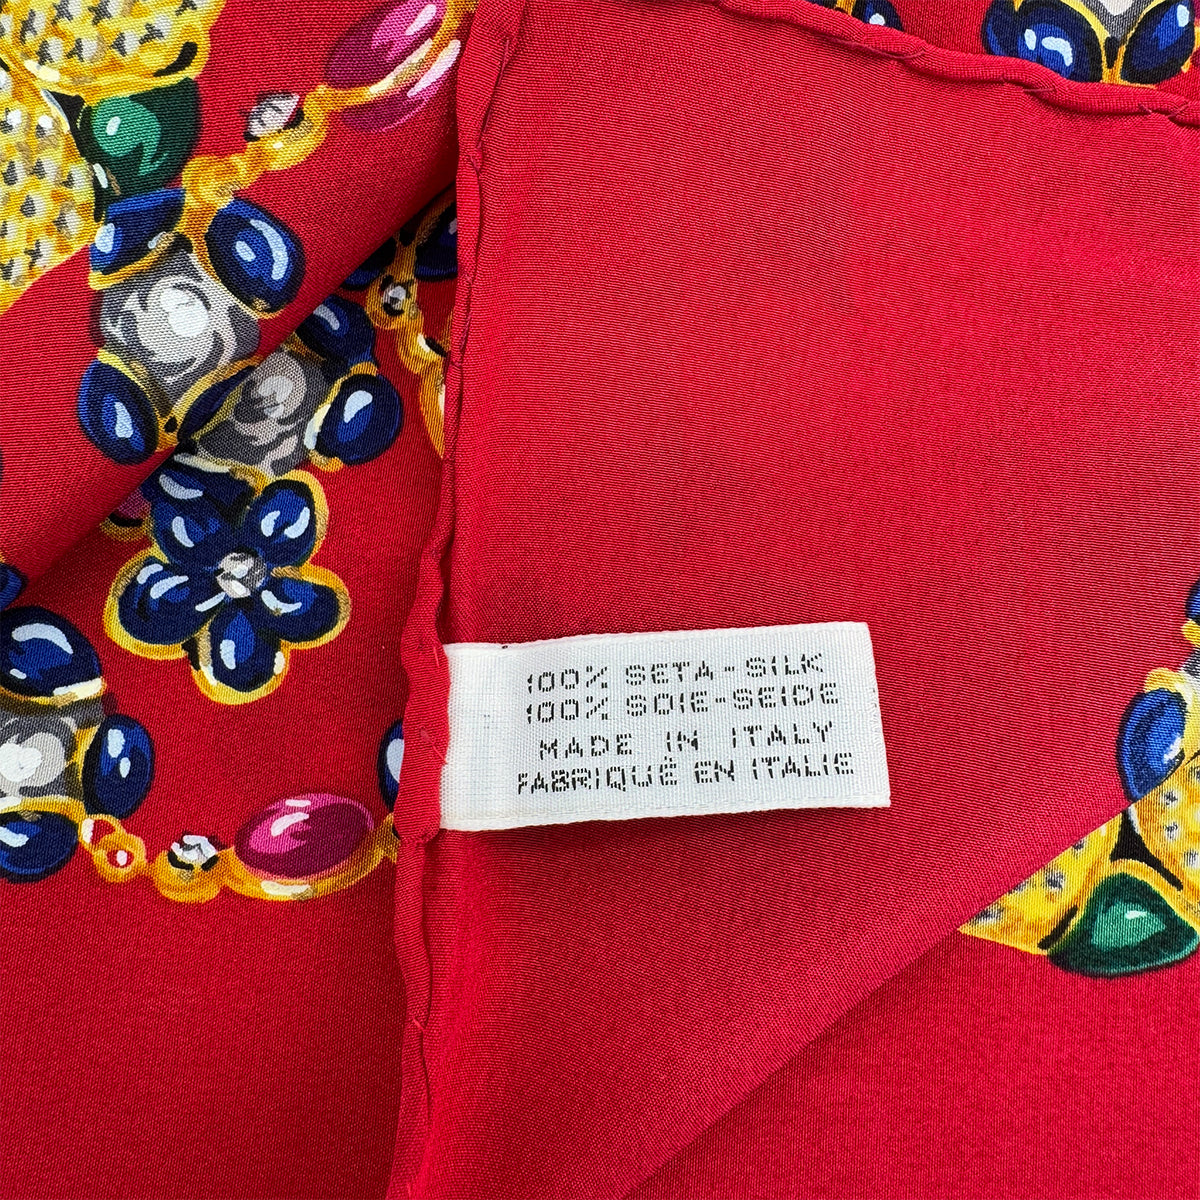 100% SETA-SILK
100% SOIE-SEIDE
MADE IN ITALY
FABRIQUÉ EN ITALIE